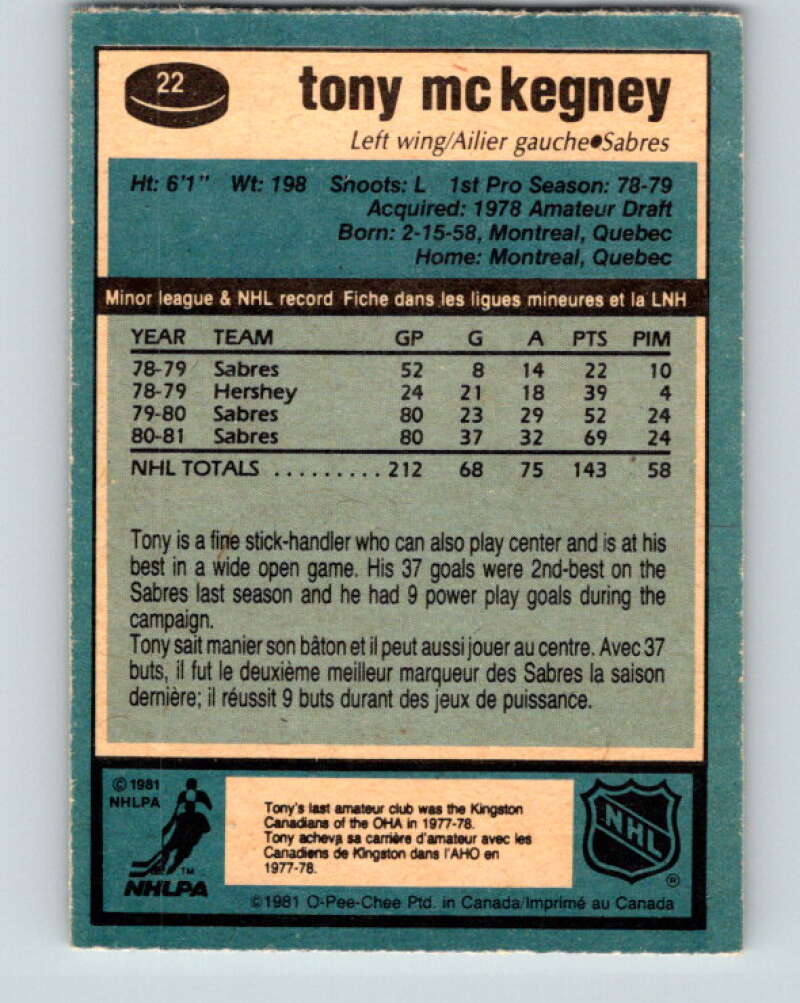 22
tony mckegney
Left wing/Ailier gauche●Sabres
Ht: 6'1" Wt: 198 Shoots: L 1st Pro Season: 78-79
Acquired: 1978 Amateur Draft
Born: 2-15-58, Montreal, Quebec
Home: Montreal, Quebec
Minor league & NHL record Fiche dans les ligues mineures et la LNH
YEAR TEAM GP G A PTS PIM
78-79 Sabres 52 8 14 22 10
78-79 Hershey 24 21 18 39 4
79-80 Sabres 80 23 29 52 24
80-81 Sabres 80 37 32 69 24
NHL TOTALS .......... 212 68 75 143 58
Tony is a fine stick-handler who can also play center and is at his
best in a wide open game. His 37 goals were 2nd-best on the
Sabres last season and he had 9 power play goals during the
campaign.
Tony sait manier son bâton et il peut aussi jouer au centre. Avec 37
buts, il fut le deuxième meilleur marqueur des Sabres la saison
dernière; il réussit 9 buts durant des jeux de puissance.
© 1981
NHLPA
TM
NHLPA
Tony's last amateur club was the Kingston
Canadians of the OHA in 1977-78.
Tony acheva sa carrière d'amateur avec les
Canadiens de Kingston dans l'AHO en
1977-78.
NHL
®
©1981 O-Pee-Chee Ptd. in Canada/Imprimé au Canada